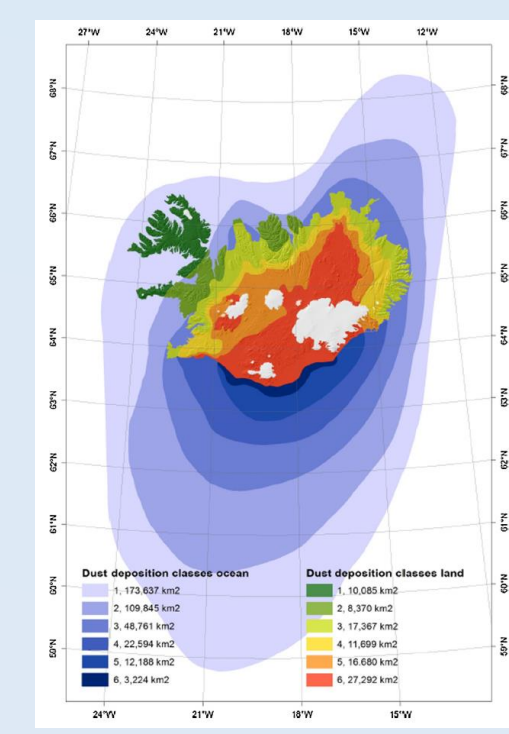 27°W 24°W 21°W 18°W 15°W 12°W
68°N 68°N
67°N 67°N
66°N 66°N
65°N 65°N
64°N 64°N
63°N 63°N
62°N 62°N
61°N 61°N
60°N 60°N
59°N
Dust deposition classes ocean
1, 173,637 km2
2, 109,845 km2
3, 48,761 km2
4, 22,594 km2
5, 12,188 km2
6, 3,224 km2
Dust deposition classes land
1, 10,085 km2
2, 8,370 km2
3, 17,367 km2
4, 11,699 km2
5, 16.680 km2
6, 27,292 km2
24°W 21°W 18°W 15°W